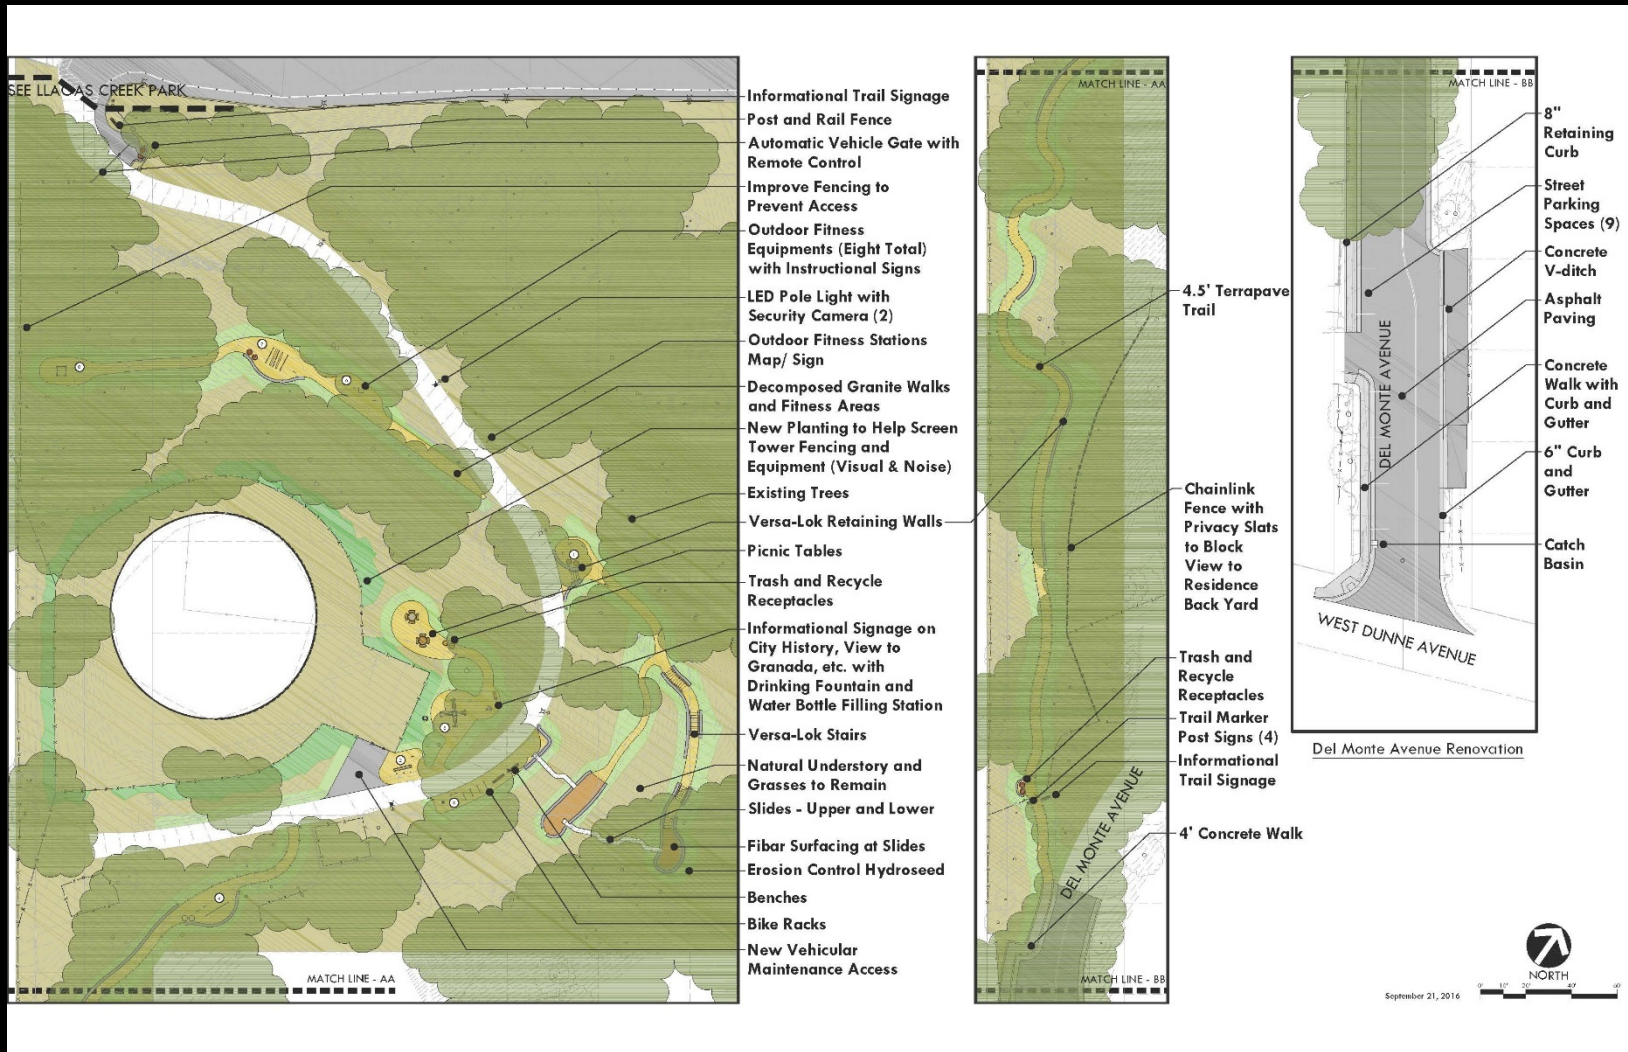 SEE LLAGAS CREEK PARK
Informational Trail Signage
Post and Rail Fence
Automatic Vehicle Gate with
Remote Control
Improve Fencing to
Prevent Access
Outdoor Fitness
Equipments (Eight Total)
with Instructional Signs
LED Pole Light with
Security Camera (2)
Outdoor Fitness Stations
Map/ Sign
Decomposed Granite Walks
and Fitness Areas
New Planting to Help Screen
Tower Fencing and
Equipment (Visual & Noise)
Existing Trees
Versa-Lok Retaining Walls
Picnic Tables
Trash and Recycle
Receptacles
Informational Signage on
City History, View to
Granada, etc. with
Drinking Fountain and
Water Bottle Filling Station
Versa-Lok Stairs
Natural Understory and
Grasses to Remain
Slides - Upper and Lower
Fibar Surfacing at Slides
Erosion Control Hydroseed
Benches
Bike Racks
New Vehicular
Maintenance Access
MATCH LINE - AA
MATCH LINE - AA
4.5' Terrapave
Trail
Chainlink
Fence with
Privacy Slats
to Block
View to
Residence
Back Yard
Trash and
Recycle
Receptacles
Trail Marker
Post Signs (4)
Informational
Trail Signage
4' Concrete Walk
DEL MONTE AVENUE
MATCH LINE - BB
MATCH LINE - BB
8"
Retaining
Curb
Street
Parking
Spaces (9)
Concrete
V-ditch
Asphalt
Paving
Concrete
Walk with
Curb and
Gutter
6" Curb
and
Gutter
Catch
Basin
DEL MONTE AVENUE
WEST DUNNE AVENUE
Del Monte Avenue Renovation
NORTH
September 21, 2016
0' 10' 20' 40' 60'